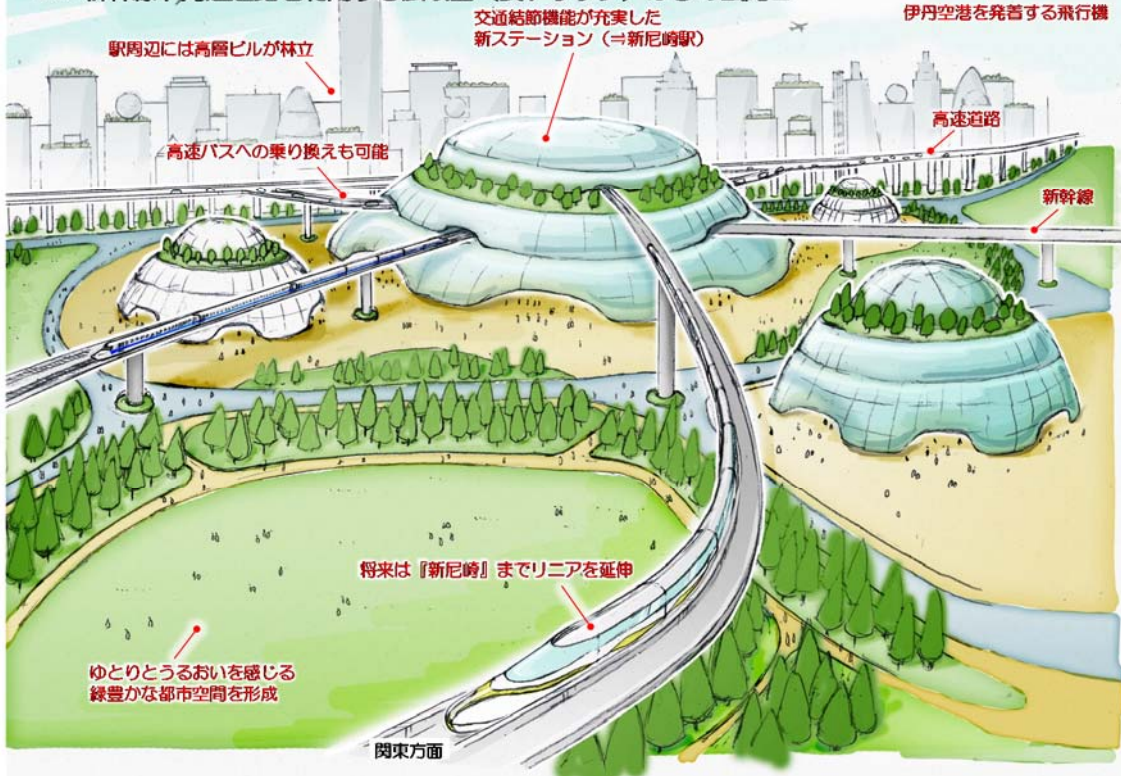 交通結節機能が充実した
新ステーション（⇒新尼崎駅）
伊丹空港を発着する飛行機
駅周辺には高層ビルが林立
高速道路
高速バスへの乗り換えも可能
新幹線
将来は『新尼崎』までリニアを延伸
ゆとりとうるおいを感じる
緑豊かな都市空間を形成
関東方面